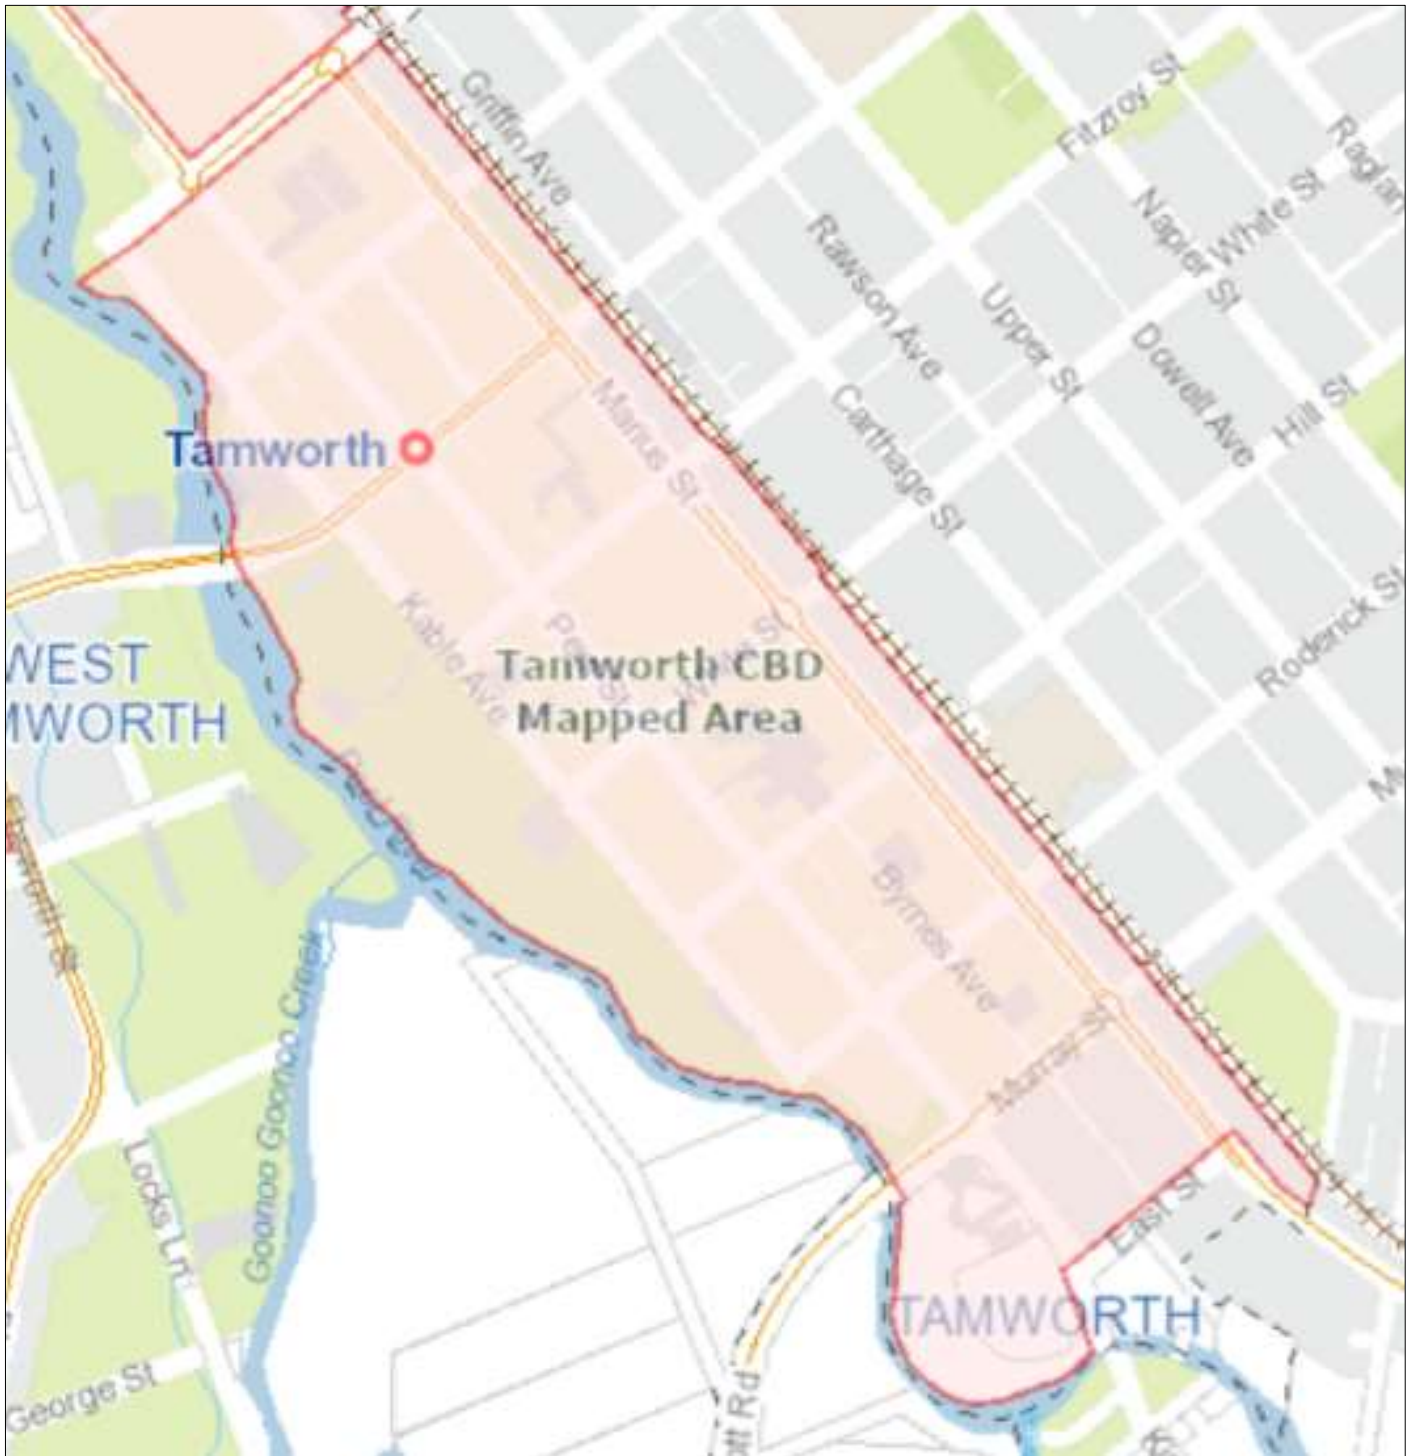 Griffin Ave
Fitzroy St
Raglan
Napier St
White St
Rawson Ave
Upper St
Dowell Ave
Hill St
Carthage St
Marius St
Tamworth
Roderick St
Kable Ave
WEST
MWORTH
Tamworth CBD
Mapped Area
Byrnes Ave
Murray St
Goonoo Goonoo Creek
Locks Ln
East St
TAMWORTH
George St
ott Rd